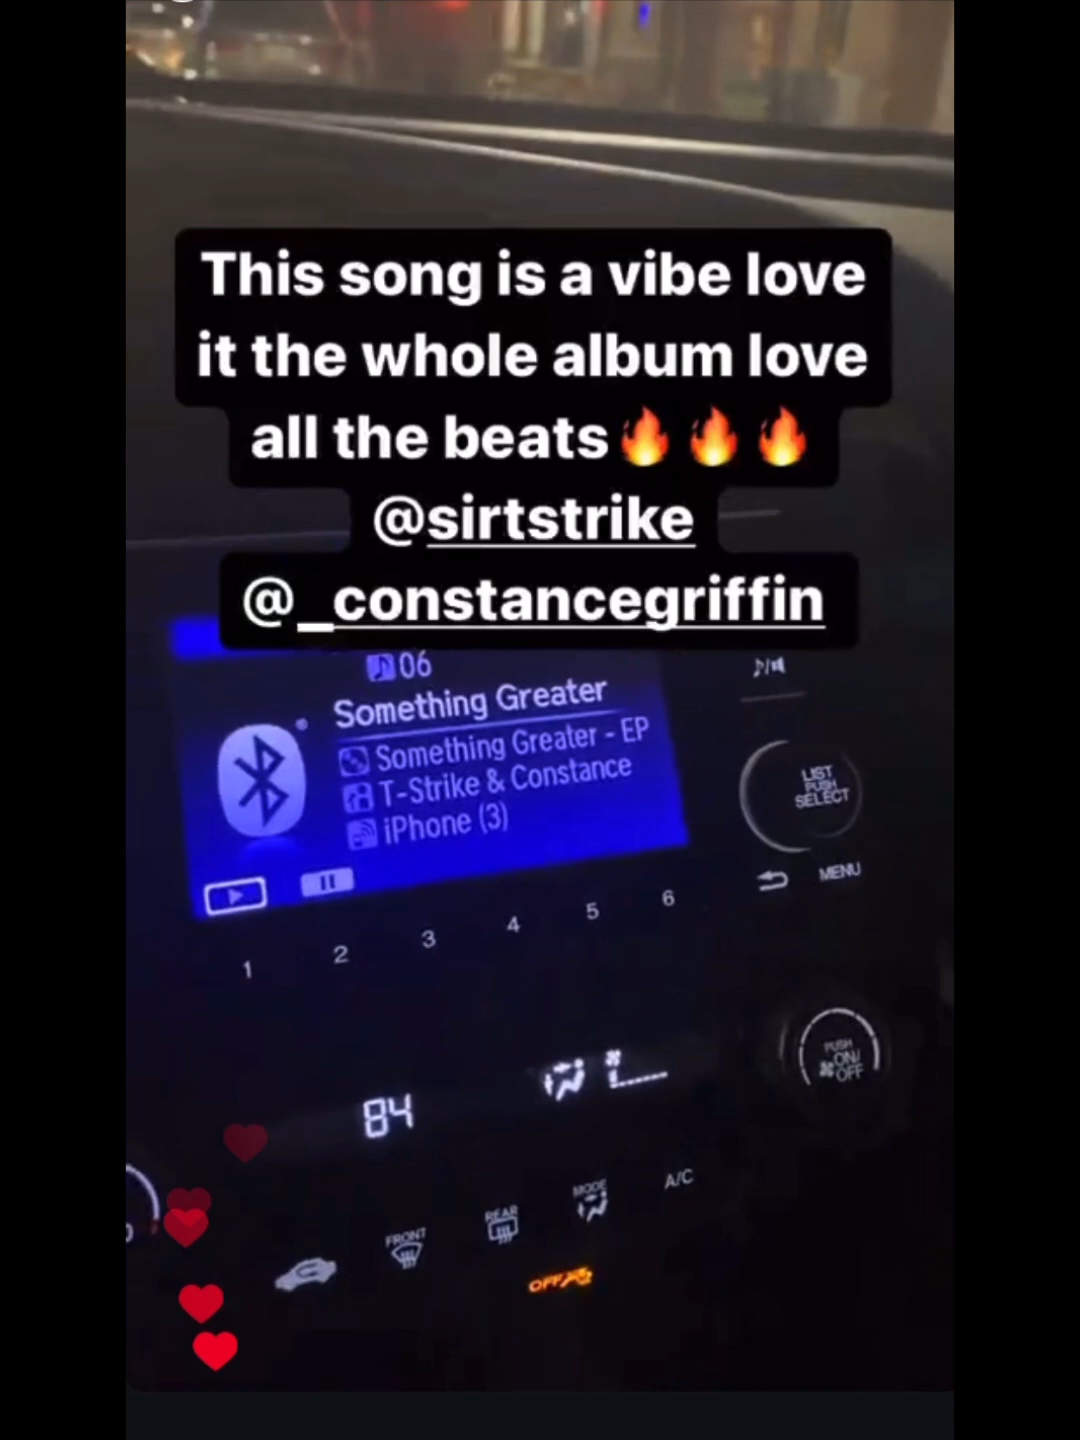 This song is a vibe love
it the whole album love
all the beats🔥🔥🔥
@sirtstrike
@_constancegriffin
06
Something Greater
Something Greater - EP
T-Strike & Constance
iPhone (3)
LIST
PUSH
SELECT
MENU
1 2 3 4 5 6
PUSH
ON/
OFF
84
FRONT
REAR
MODE
A/C
OFF